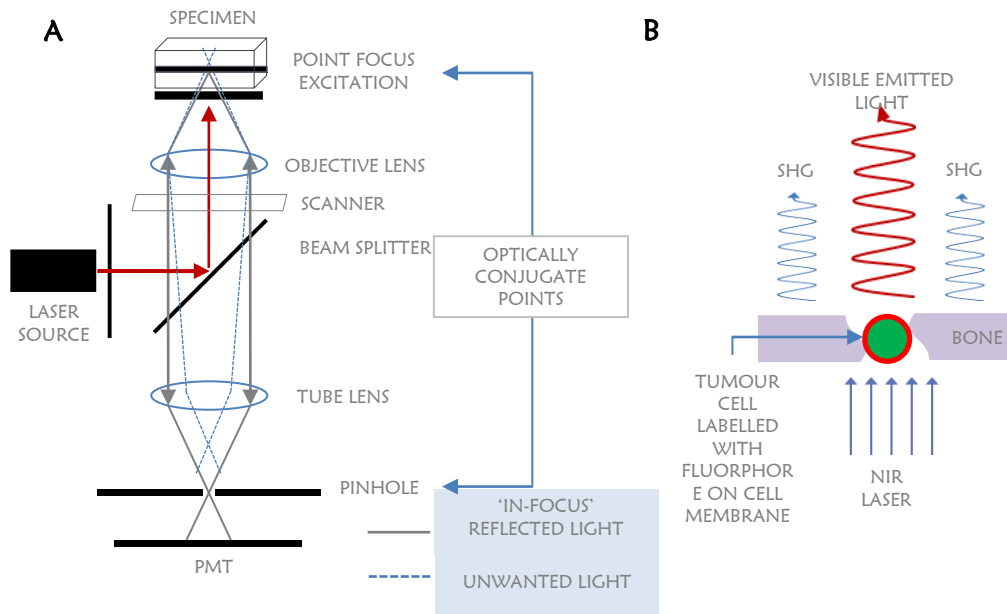 A
SPECIMEN
POINT FOCUS
EXCITATION
OBJECTIVE LENS
SCANNER
BEAM SPLITTER
LASER
SOURCE
OPTICALLY
CONJUGATE
POINTS
TUBE LENS
PINHOLE
'IN-FOCUS'
REFLECTED LIGHT
UNWANTED LIGHT
PMT
B
VISIBLE EMITTED
LIGHT
SHG
SHG
BONE
TUMOUR
CELL
LABELLED
WITH
FLUORPHOR
E ON CELL
MEMBRANE
NIR
LASER